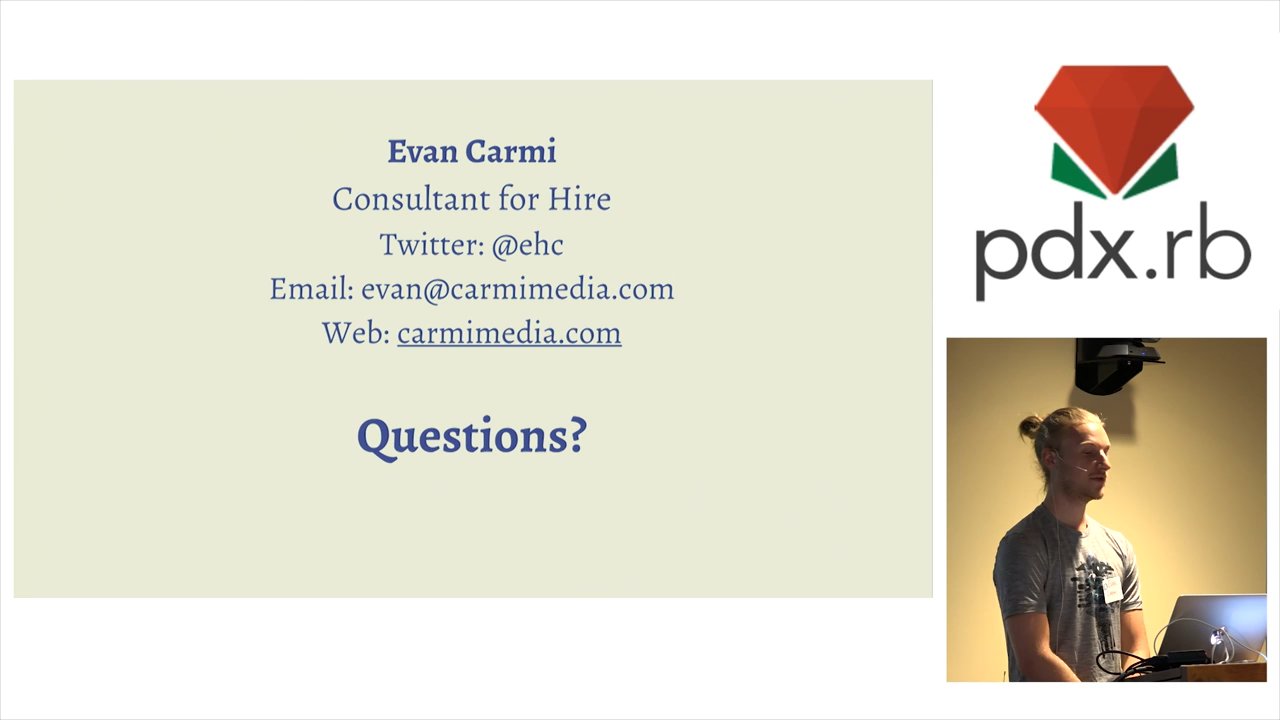 Evan Carmi
Consultant for Hire
Twitter: @ehc
Email: evan@carmimedia.com
Web: carmimedia.com
Questions?
pdx.rb